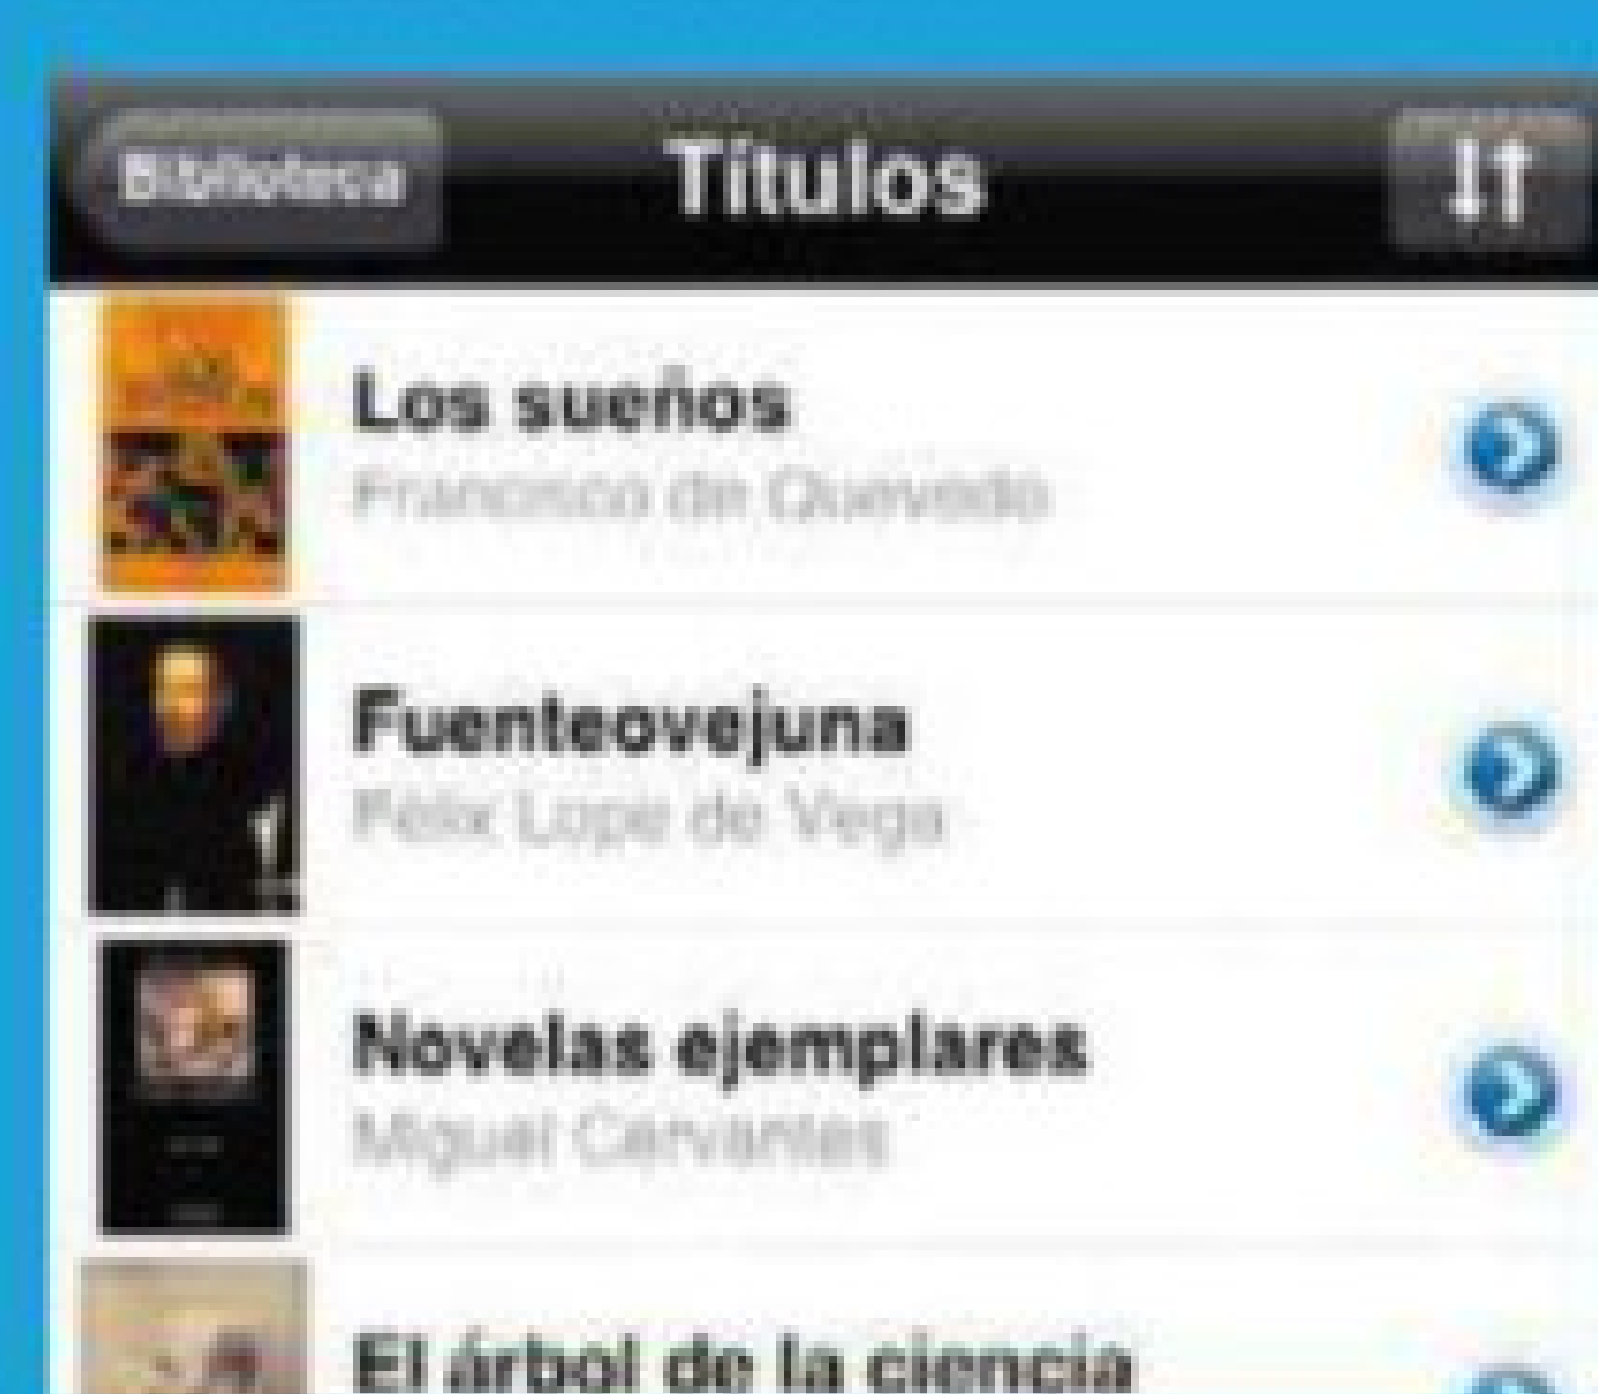 Biblioteca
Títulos
Los sueños
Francisco de Quevedo
Fuenteovejuna
Félix Lope de Vega
Novelas ejemplares
Miguel Cervantes
El árbol de la ciencia